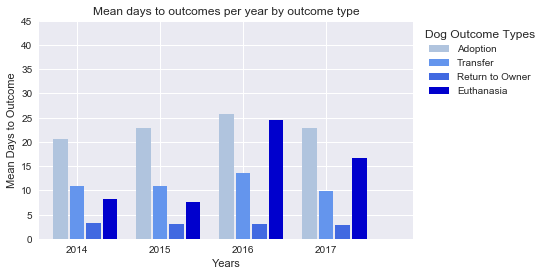 Mean days to outcomes per year by outcome type
45
40
35
30
25
20
15
10
5
0
Mean Days to Outcome
2014 2015 2016 2017
Years
Dog Outcome Types
Adoption
Transfer
Return to Owner
Euthanasia